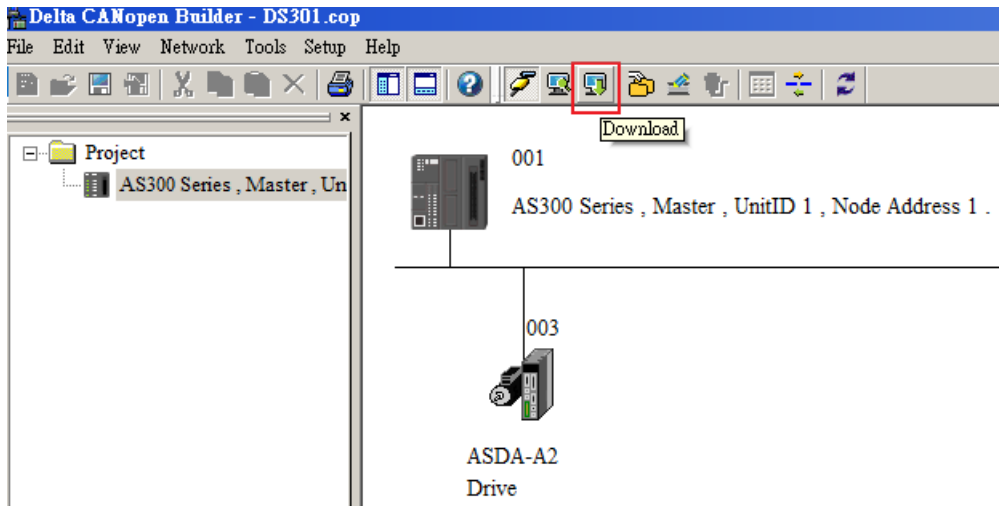 Delta CANopen Builder - DS301.cop
File Edit View Network Tools Setup Help
Download
Project
AS300 Series , Master , Un
001
AS300 Series , Master , UnitID 1 , Node Address 1 .
003
ASDA-A2
Drive